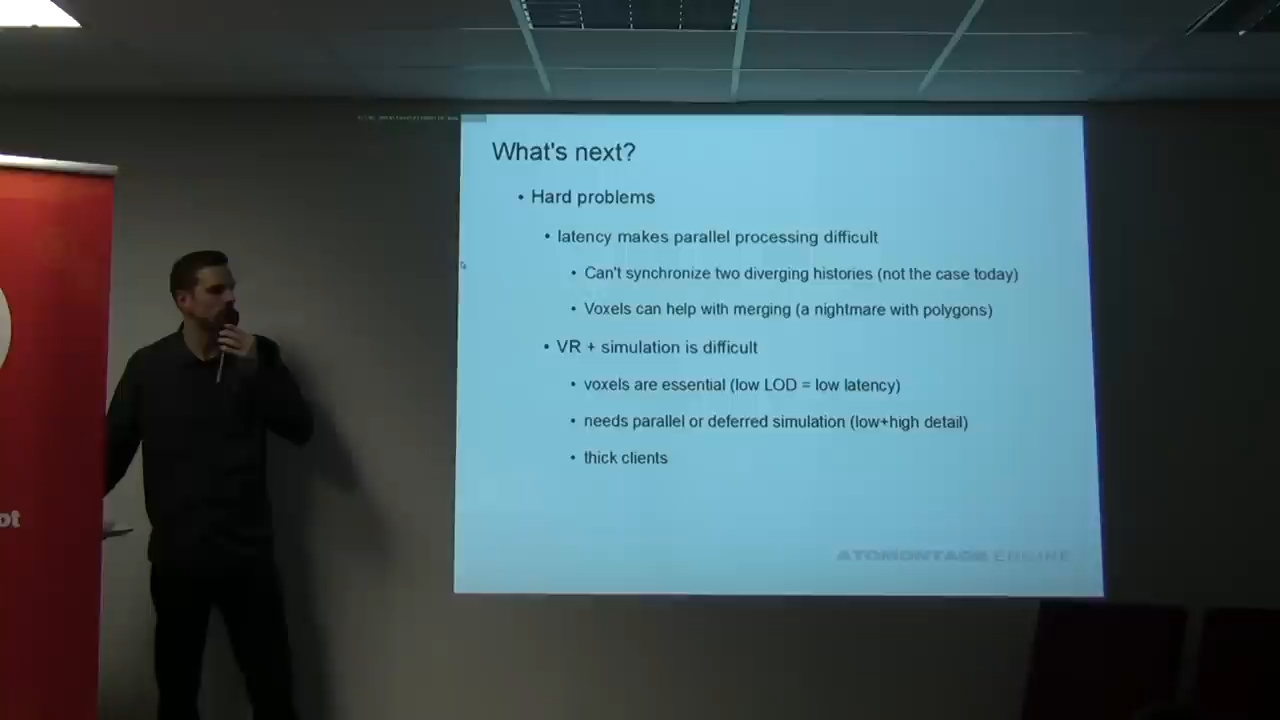 What's next?
• Hard problems
• latency makes parallel processing difficult
• Can't synchronize two diverging histories (not the case today)
• Voxels can help with merging (a nightmare with polygons)
• VR + simulation is difficult
• voxels are essential (low LOD = low latency)
• needs parallel or deferred simulation (low+high detail)
• thick clients
ot
ATOMONTAGE ENGINE